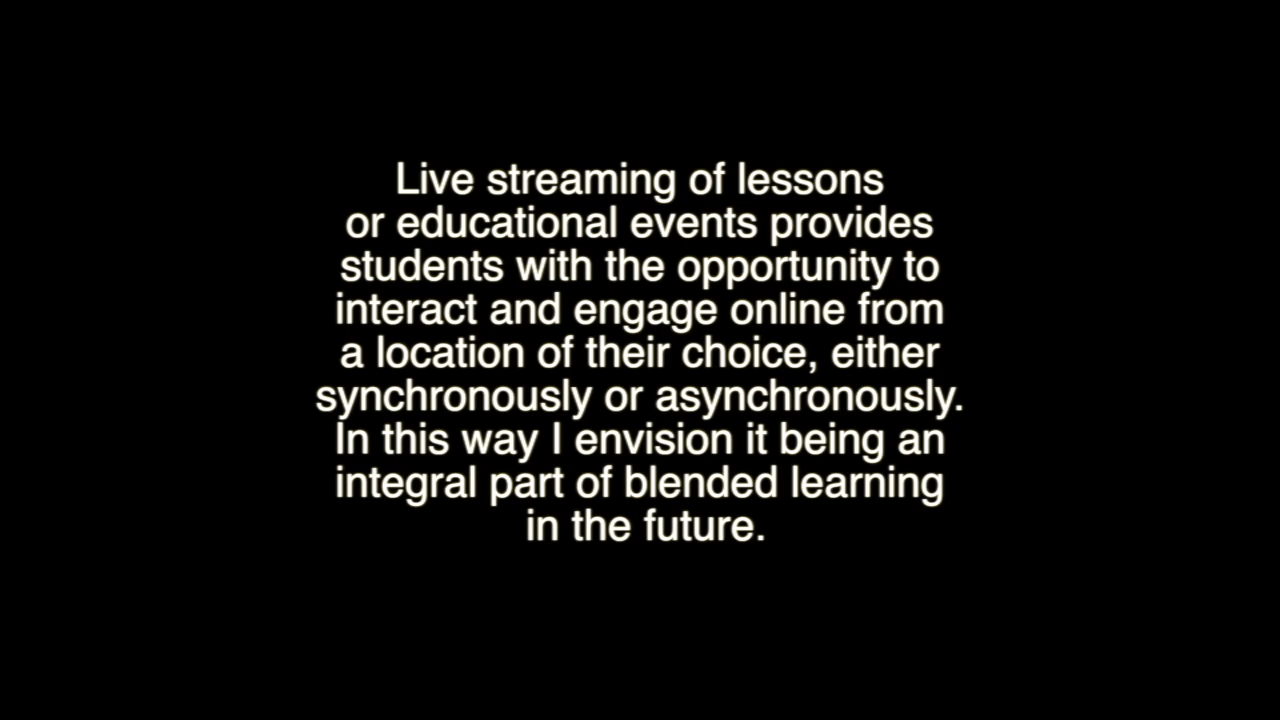 Live streaming of lessons
or educational events provides
students with the opportunity to
interact and engage online from
a location of their choice, either
synchronously or asynchronously.
In this way I envision it being an
integral part of blended learning
in the future.